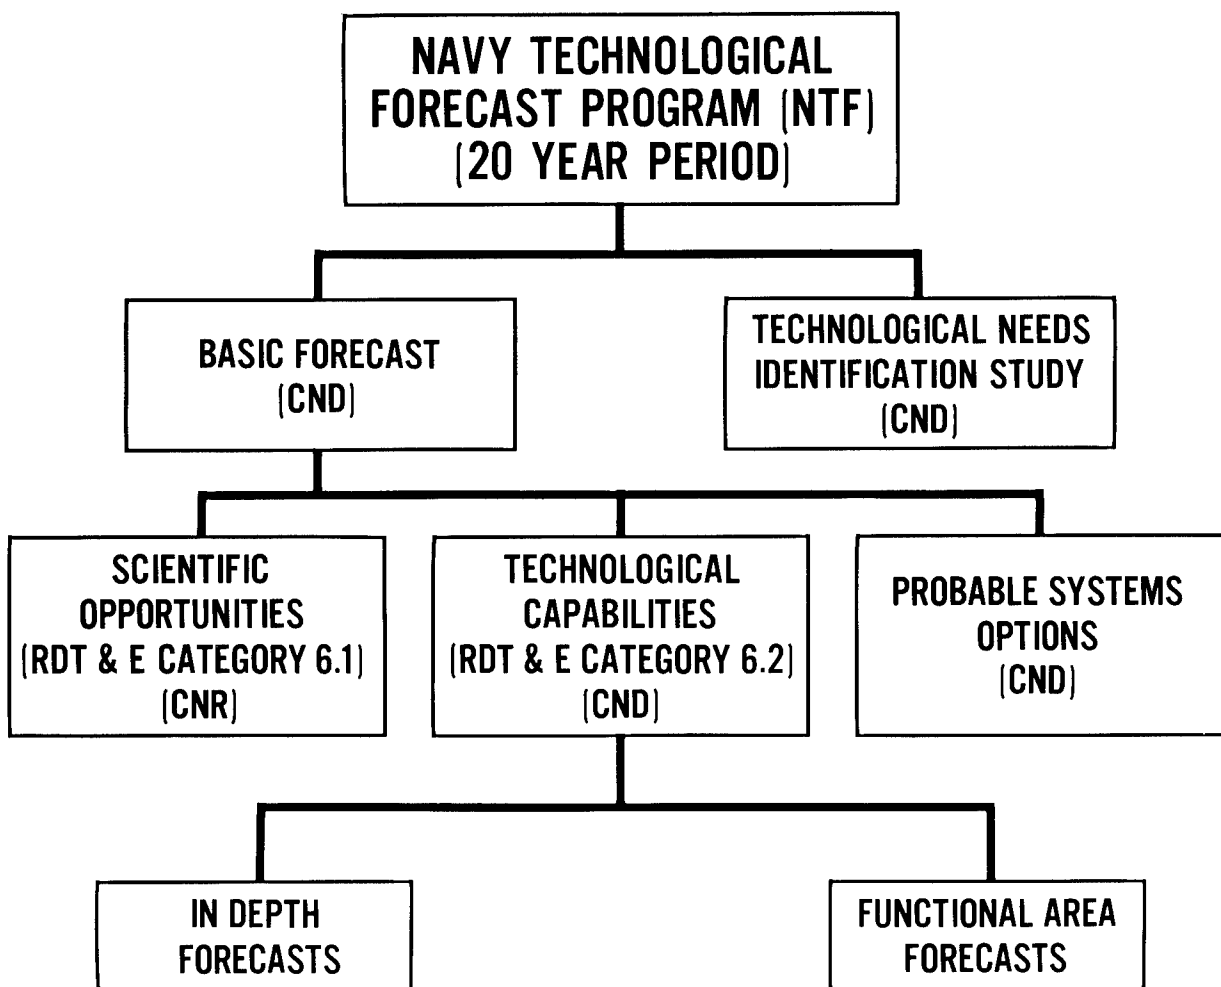 NAVY TECHNOLOGICAL
FORECAST PROGRAM (NTF)
(20 YEAR PERIOD)
BASIC FORECAST
(CND)
TECHNOLOGICAL NEEDS
IDENTIFICATION STUDY
(CND)
SCIENTIFIC
OPPORTUNITIES
(RDT & E CATEGORY 6.1)
(CNR)
TECHNOLOGICAL
CAPABILITIES
(RDT & E CATEGORY 6.2)
(CND)
PROBABLE SYSTEMS
OPTIONS
(CND)
IN DEPTH
FORECASTS
FUNCTIONAL AREA
FORECASTS